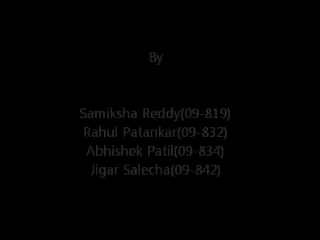 By
Samiksha Reddy(09-819)
Rahul Patankar(09-832)
Abhishek Patil(09-834)
Jigar Salecha(09-842)